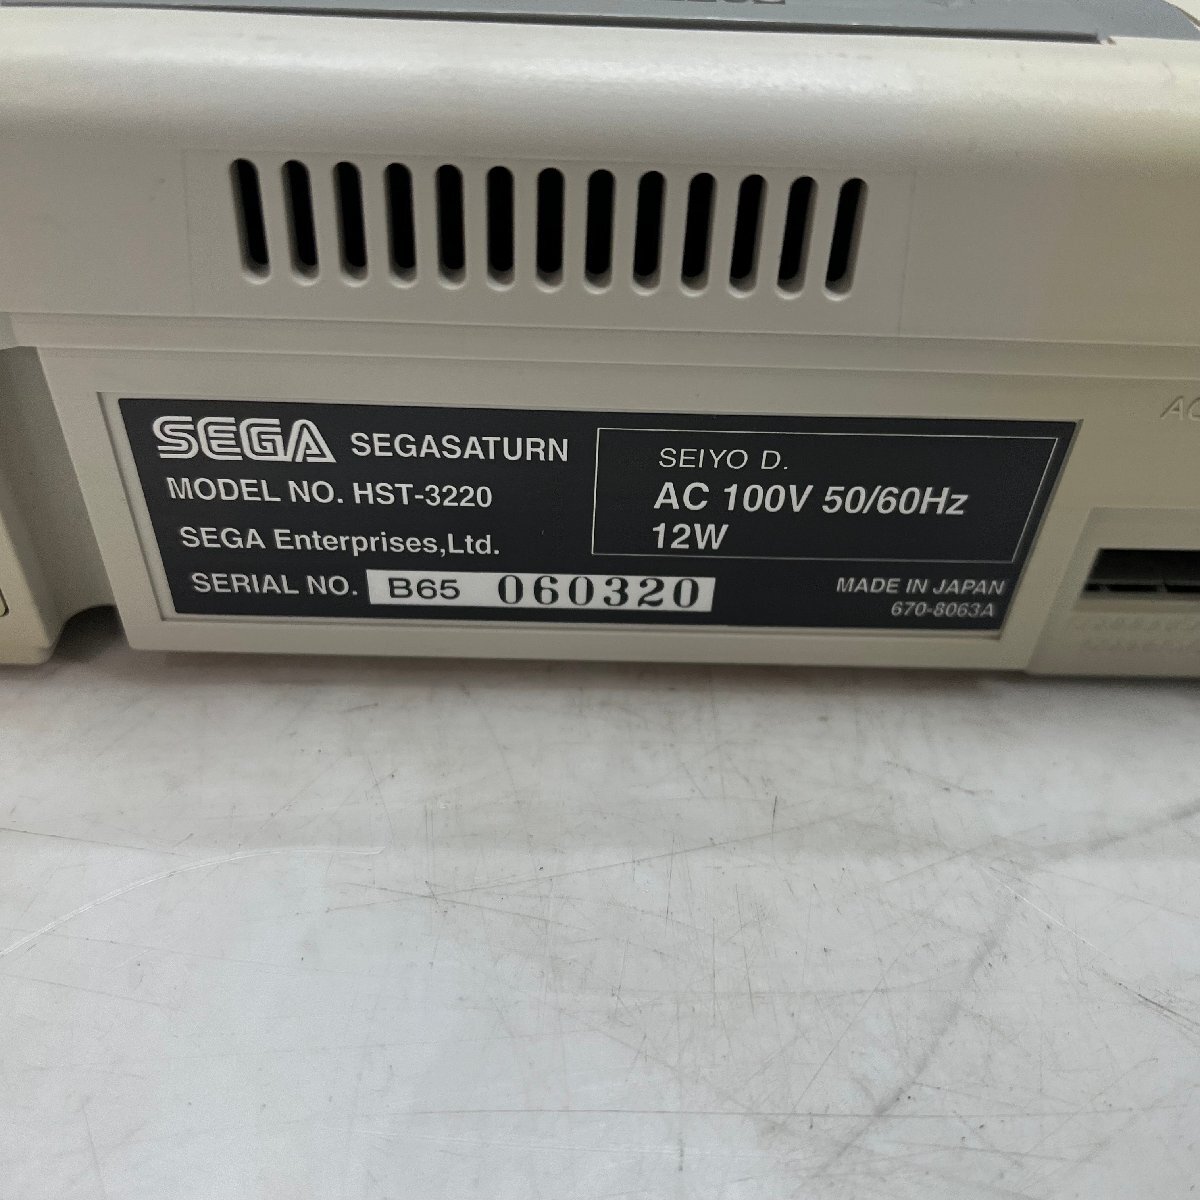 SEGA SEGASATURN
MODEL NO. HST-3220
SEGA Enterprises,Ltd.
SERIAL NO. B65 060320
SEIYO D.
AC 100V 50/60Hz
12W
MADE IN JAPAN
670-8063A